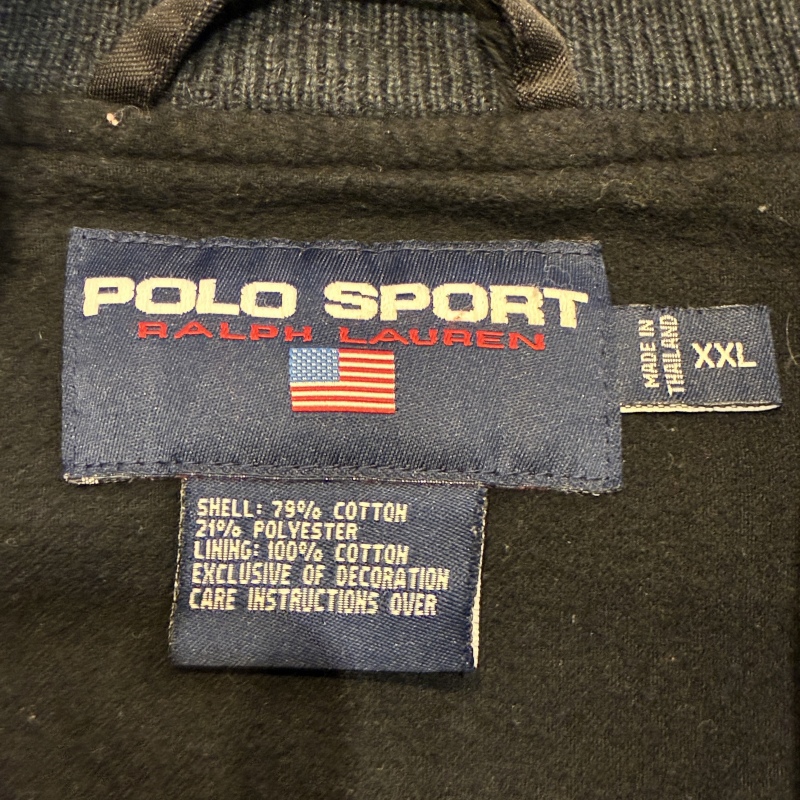 POLO SPORT
RALPH LAUREN
MADE IN
THAILAND
XXL
SHELL: 79% COTTON
21% POLYESTER
LINING: 100% COTTON
EXCLUSIVE OF DECORATION
CARE INSTRUCTIONS OVER